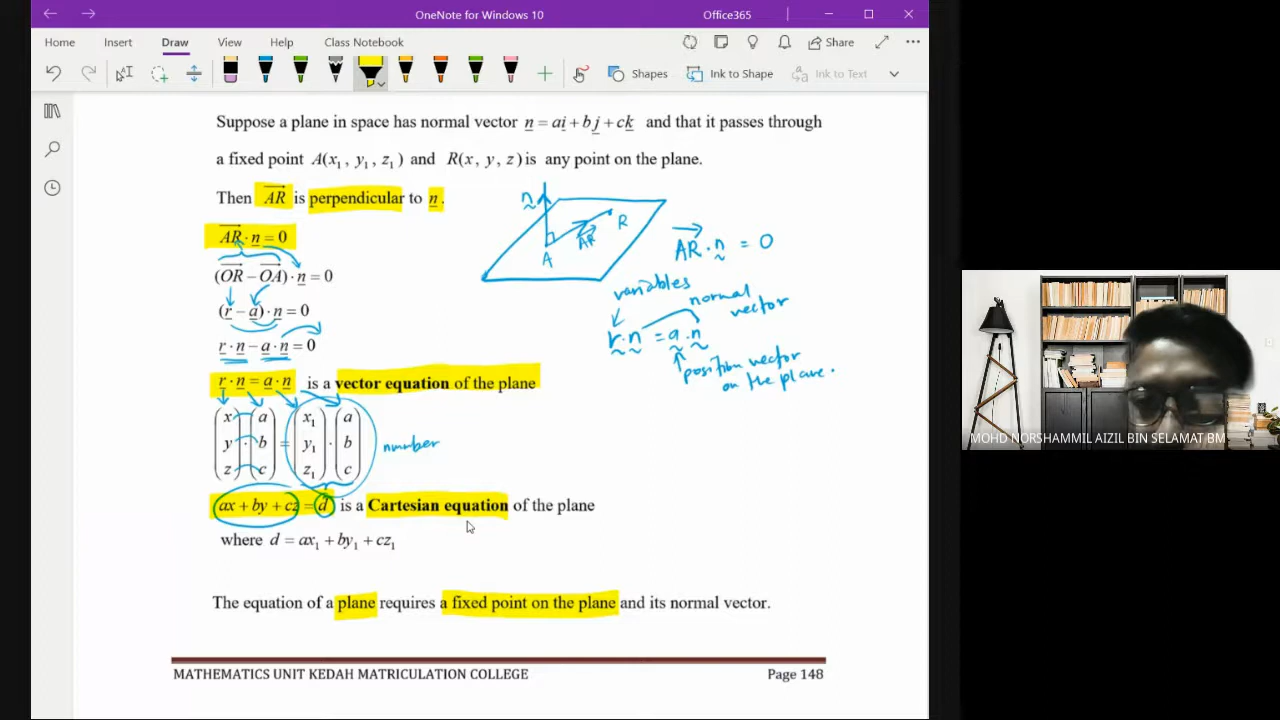 OneNote for Windows 10
Office365
Home Insert Draw View Help Class Notebook Share
Shapes Ink to Shape Ink to Text
Suppose a plane in space has normal vector n = ai + bj + ck and that it passes through
a fixed point A(x₁, y₁, z₁) and R(x, y, z) is any point on the plane.
Then AR is perpendicular to n.
AR · n = 0
(OR − OA) · n = 0
(r − a) · n = 0
r · n − a · n = 0
r · n = a · n is a vector equation of the plane
(x y z) · (a b c) = (x₁ y₁ z₁) · (a b c) number
ax + by + cz = d is a Cartesian equation of the plane
where d = ax₁ + by₁ + cz₁
The equation of a plane requires a fixed point on the plane and its normal vector.
n
A
AR
R
AR · n = 0
variables
normal
vector
r · n = a · n
position vector
on the plane.
MATHEMATICS UNIT KEDAH MATRICULATION COLLEGE Page 148
MOHD NORSHAMMIL AIZIL BIN SELAMAT BM